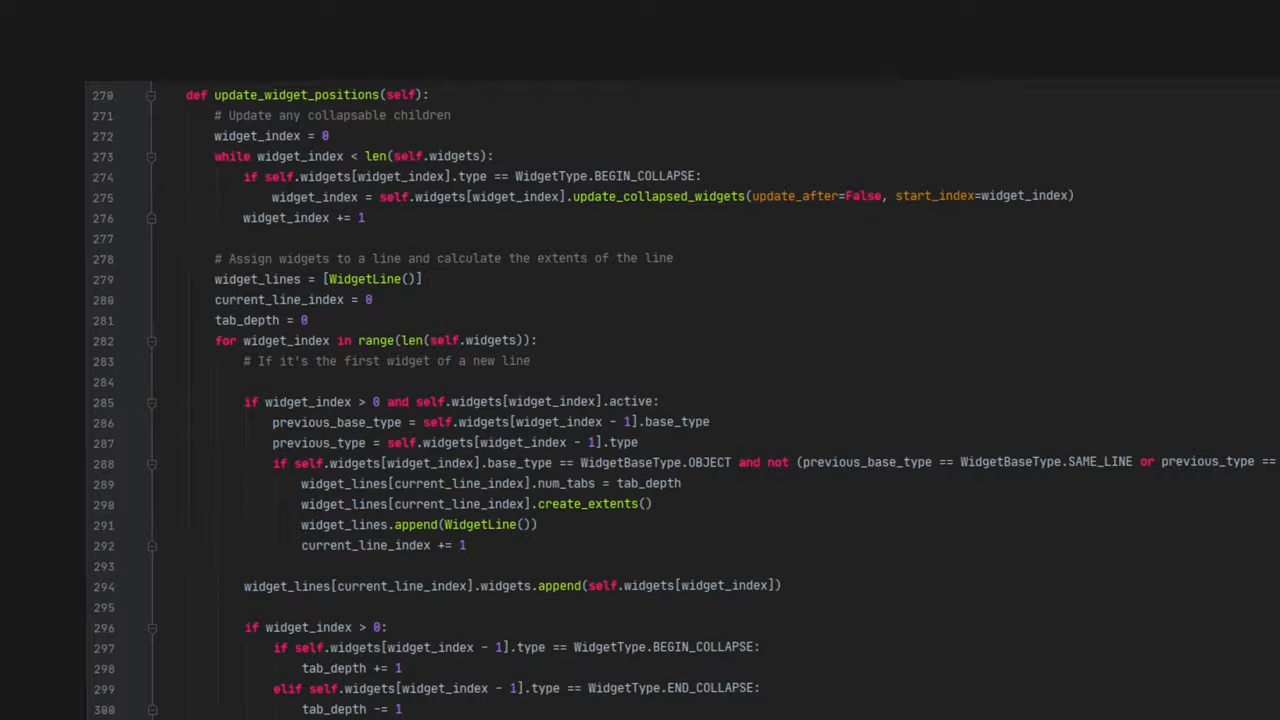 270 def update_widget_positions(self):
271 # Update any collapsable children
272 widget_index = 0
273 while widget_index < len(self.widgets):
274 if self.widgets[widget_index].type == WidgetType.BEGIN_COLLAPSE:
275 widget_index = self.widgets[widget_index].update_collapsed_widgets(update_after=False, start_index=widget_index)
276 widget_index += 1
277
278 # Assign widgets to a line and calculate the extents of the line
279 widget_lines = [WidgetLine()]
280 current_line_index = 0
281 tab_depth = 0
282 for widget_index in range(len(self.widgets)):
283 # If it's the first widget of a new line
284
285 if widget_index > 0 and self.widgets[widget_index].active:
286 previous_base_type = self.widgets[widget_index - 1].base_type
287 previous_type = self.widgets[widget_index - 1].type
288 if self.widgets[widget_index].base_type == WidgetBaseType.OBJECT and not (previous_base_type == WidgetBaseType.SAME_LINE or previous_type ==
289 widget_lines[current_line_index].num_tabs = tab_depth
290 widget_lines[current_line_index].create_extents()
291 widget_lines.append(WidgetLine())
292 current_line_index += 1
293
294 widget_lines[current_line_index].widgets.append(self.widgets[widget_index])
295
296 if widget_index > 0:
297 if self.widgets[widget_index - 1].type == WidgetType.BEGIN_COLLAPSE:
298 tab_depth += 1
299 elif self.widgets[widget_index - 1].type == WidgetType.END_COLLAPSE:
300 tab_depth -= 1